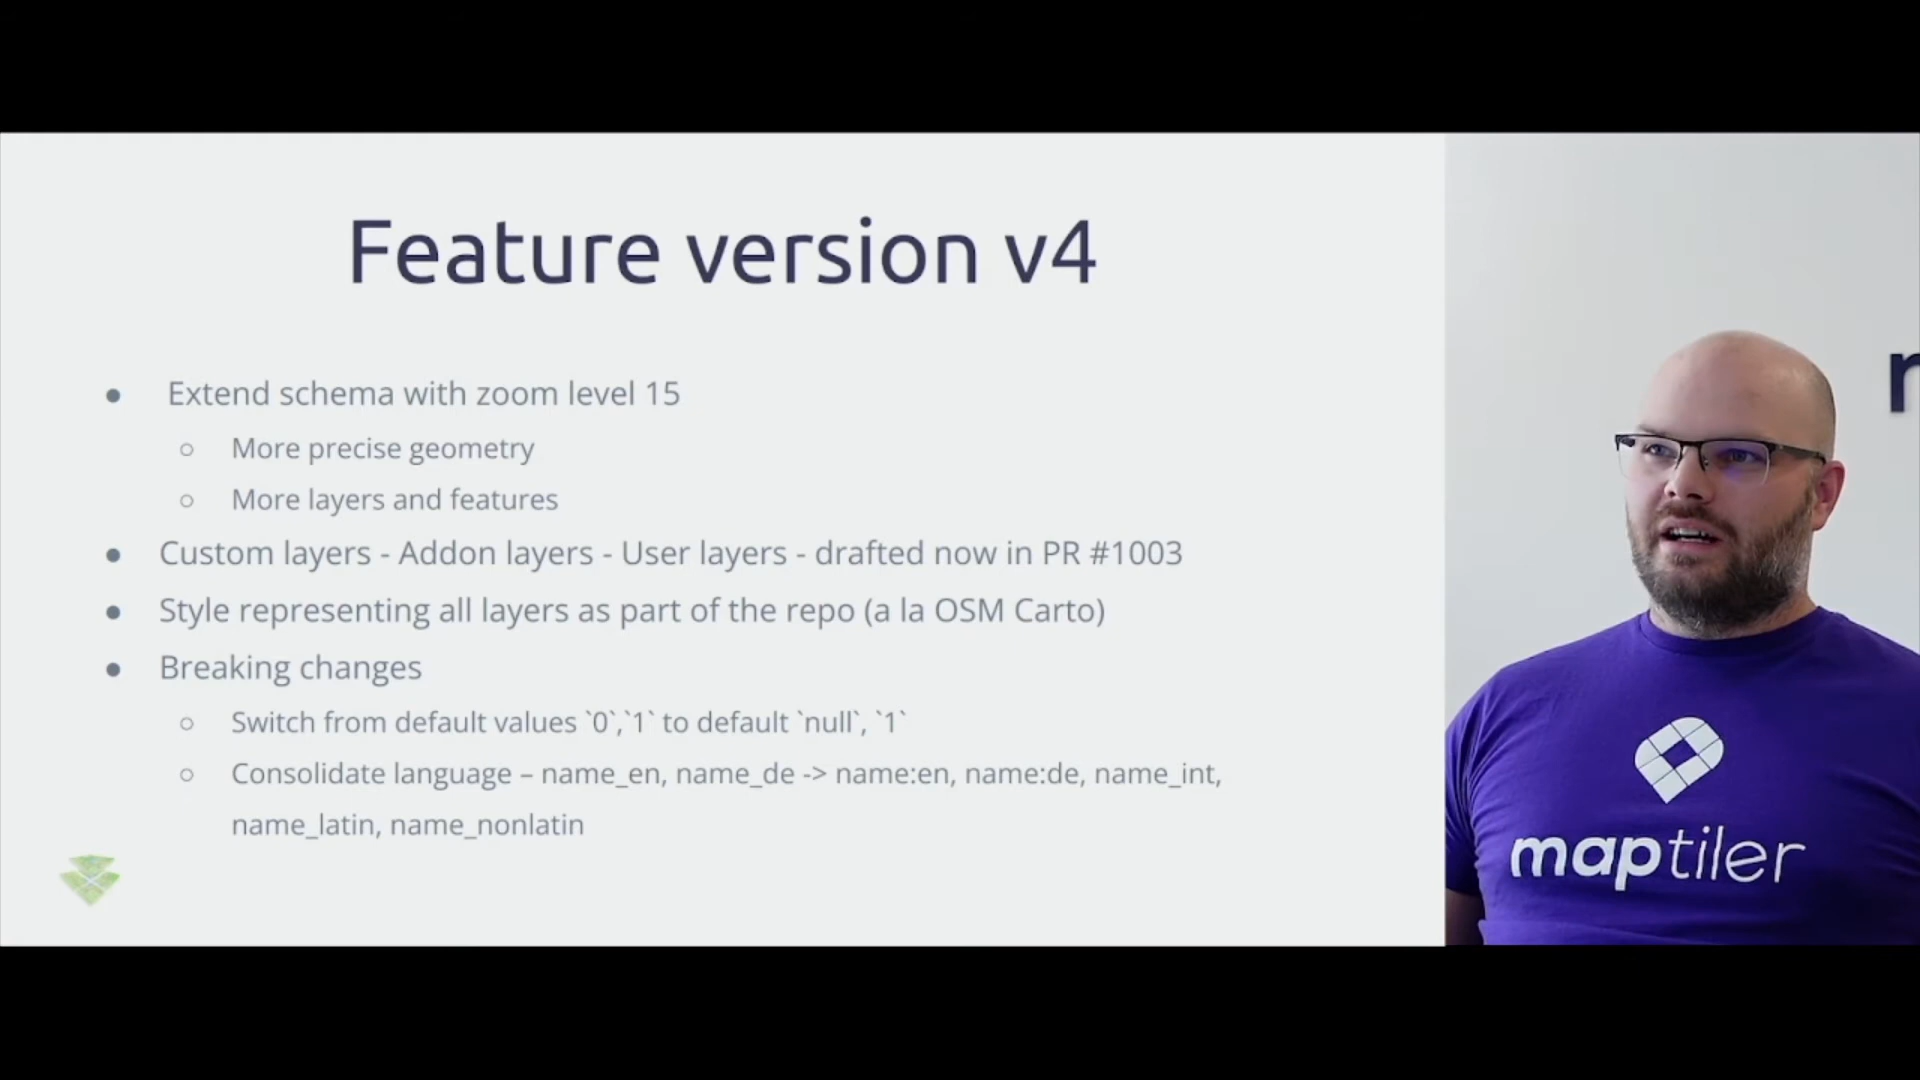 Feature version v4
● Extend schema with zoom level 15
○ More precise geometry
○ More layers and features
● Custom layers - Addon layers - User layers - drafted now in PR #1003
● Style representing all layers as part of the repo (a la OSM Carto)
● Breaking changes
○ Switch from default values `0`,`1` to default `null`, `1`
○ Consolidate language – name_en, name_de -> name:en, name:de, name_int,
name_latin, name_nonlatin
maptiler